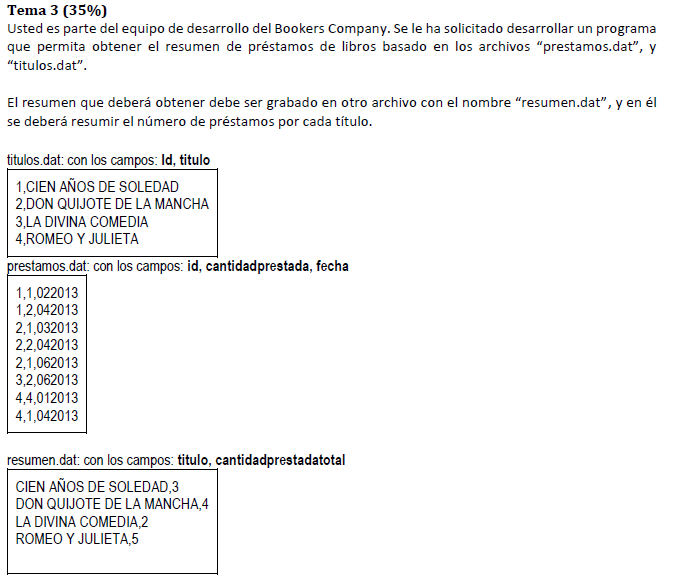 Tema 3 (35%)
Usted es parte del equipo de desarrollo del Bookers Company. Se le ha solicitado desarrollar un programa
que permita obtener el resumen de préstamos de libros basado en los archivos “prestamos.dat”, y
“titulos.dat”.
El resumen que deberá obtener debe ser grabado en otro archivo con el nombre “resumen.dat”, y en él
se deberá resumir el número de préstamos por cada título.
titulos.dat: con los campos: Id, titulo
1,CIEN AÑOS DE SOLEDAD
2,DON QUIJOTE DE LA MANCHA
3,LA DIVINA COMEDIA
4,ROMEO Y JULIETA
prestamos.dat: con los campos: id, cantidadprestada, fecha
1,1,022013
1,2,042013
2,1,032013
2,2,042013
2,1,062013
3,2,062013
4,4,012013
4,1,042013
resumen.dat: con los campos: titulo, cantidadprestadatotal
CIEN AÑOS DE SOLEDAD,3
DON QUIJOTE DE LA MANCHA,4
LA DIVINA COMEDIA,2
ROMEO Y JULIETA,5